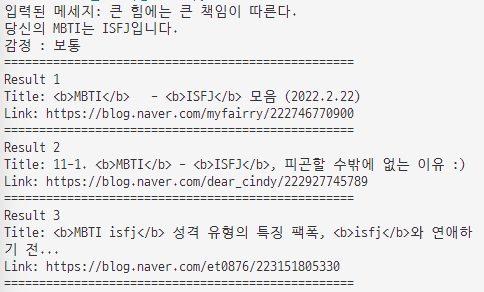 입력된 메세지: 큰 힘에는 큰 책임이 따른다.
당신의 MBTI는 ISFJ입니다.
감정 : 보통
==================================================
Result 1
Title: <b>MBTI</b>  - <b>ISFJ</b> 모음 (2022.2.22)
Link: https://blog.naver.com/myfairry/222746770900
==================================================
Result 2
Title: 11-1. <b>MBTI</b> - <b>ISFJ</b>, 피곤할 수밖에 없는 이유 :)
Link: https://blog.naver.com/dear_cindy/222927745789
==================================================
Result 3
Title: <b>MBTI isfj</b> 성격 유형의 특징 팩폭, <b>isfj</b>와 연애하
기 전...
Link: https://blog.naver.com/et0876/223151805330
==================================================